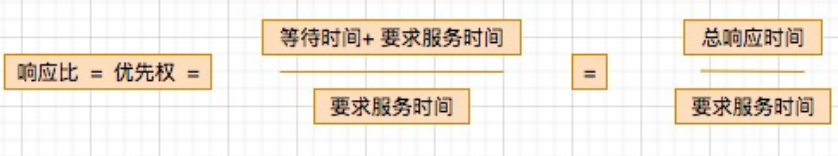 等待时间+ 要求服务时间
总响应时间
响应比 = 优先权 =
=
要求服务时间
要求服务时间